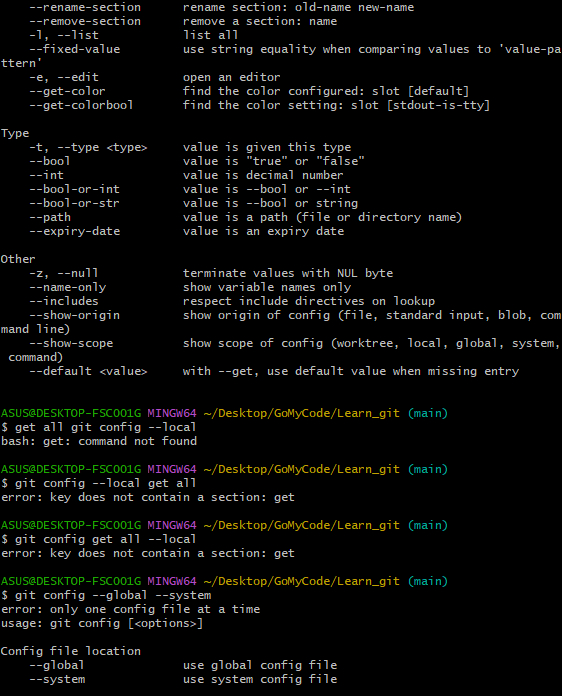 --rename-section rename section: old-name new-name
--remove-section remove a section: name
-l, --list list all
--fixed-value use string equality when comparing values to 'value-pa
ttern'
-e, --edit open an editor
--get-color find the color configured: slot [default]
--get-colorbool find the color setting: slot [stdout-is-tty]
Type
-t, --type <type> value is given this type
--bool value is "true" or "false"
--int value is decimal number
--bool-or-int value is --bool or --int
--bool-or-str value is --bool or string
--path value is a path (file or directory name)
--expiry-date value is an expiry date
Other
-z, --null terminate values with NUL byte
--name-only show variable names only
--includes respect include directives on lookup
--show-origin show origin of config (file, standard input, blob, com
mand line)
--show-scope show scope of config (worktree, local, global, system,
command)
--default <value> with --get, use default value when missing entry
ASUS@DESKTOP-FSCO01G MINGW64 ~/Desktop/GoMyCode/Learn_git (main)
$ get all git config --local
bash: get: command not found
ASUS@DESKTOP-FSCO01G MINGW64 ~/Desktop/GoMyCode/Learn_git (main)
$ git config --local get all
error: key does not contain a section: get
ASUS@DESKTOP-FSCO01G MINGW64 ~/Desktop/GoMyCode/Learn_git (main)
$ git config get all --local
error: key does not contain a section: get
ASUS@DESKTOP-FSCO01G MINGW64 ~/Desktop/GoMyCode/Learn_git (main)
$ git config --global --system
error: only one config file at a time
usage: git config [<options>]
Config file location
--global use global config file
--system use system config file